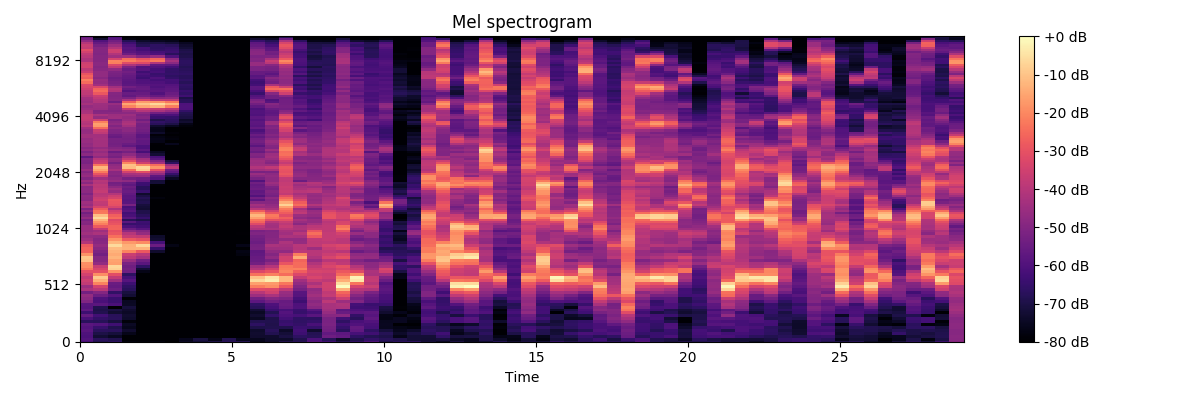 Mel spectrogram
Hz
8192
4096
2048
1024
512
0
0 5 10 15 20 25
Time
+0 dB
-10 dB
-20 dB
-30 dB
-40 dB
-50 dB
-60 dB
-70 dB
-80 dB